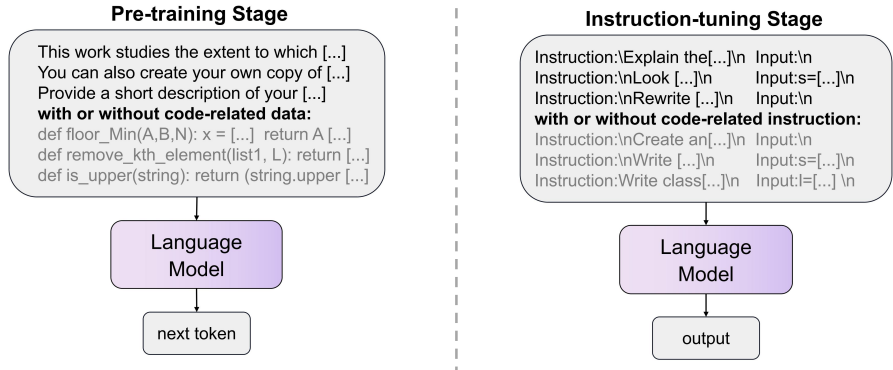 Pre-training Stage
This work studies the extent to which [...]
You can also create your own copy of [...]
Provide a short description of your [...]
with or without code-related data:
def floor_Min(A,B,N): x = [...]  return A [...]
def remove_kth_element(list1, L): return [...]
def is_upper(string): return (string.upper [...]
Language
Model
next token
Instruction-tuning Stage
Instruction:\Explain the[...]\n  Input:\n
Instruction:\nLook [...]\n  Input:s=[...]\n
Instruction:\nRewrite [...]\n  Input:\n
with or without code-related instruction:
Instruction:\nCreate an[...]\n  Input:\n
Instruction:\nWrite [...]\n  Input:s=[...]\n
Instruction:Write class[...]\n  Input:l=[...] \n
Language
Model
output